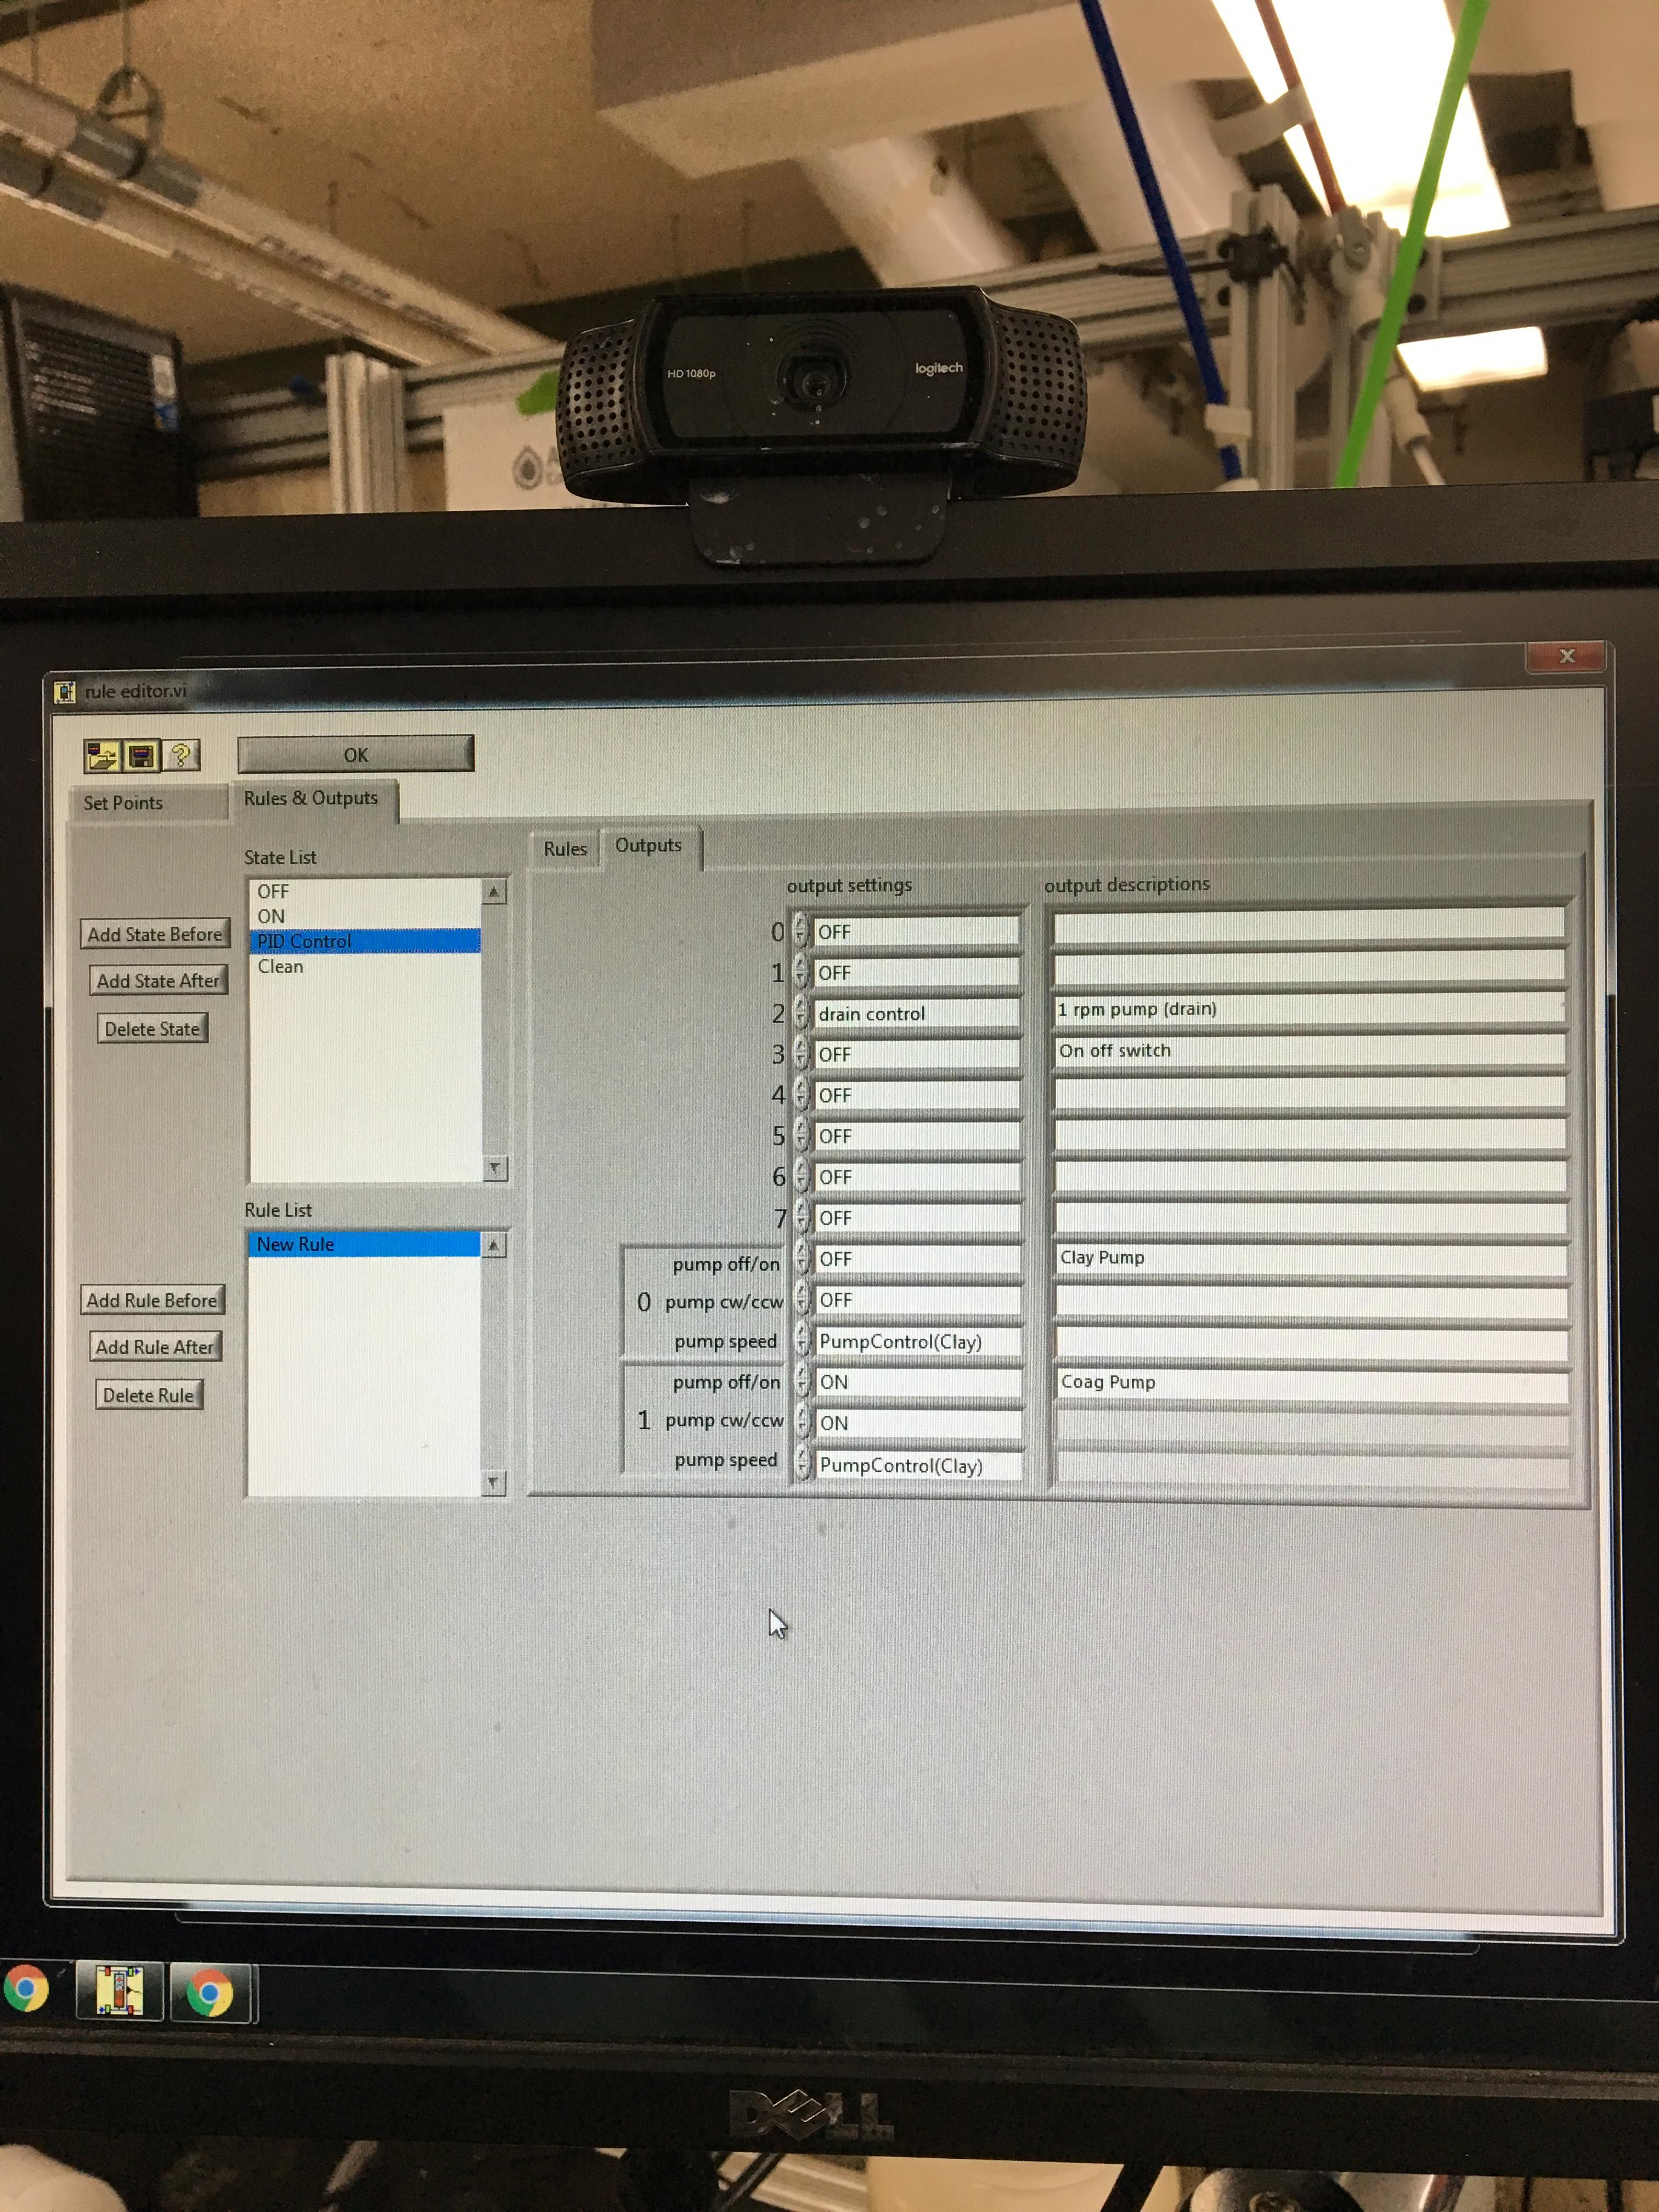 HD 1080p
logitech
rule editor.vi
X
?
OK
Set Points
Rules & Outputs
State List
OFF
ON
PID Control
Clean
Add State Before
Add State After
Delete State
Rule List
New Rule
Add Rule Before
Add Rule After
Delete Rule
Rules
Outputs
output settings
output descriptions
0 OFF
1 OFF
2 drain control 1 rpm pump (drain)
3 OFF On off switch
4 OFF
5 OFF
6 OFF
7 OFF
pump off/on OFF Clay Pump
0 pump cw/ccw OFF
pump speed PumpControl(Clay)
pump off/on ON Coag Pump
1 pump cw/ccw ON
pump speed PumpControl(Clay)
DELL